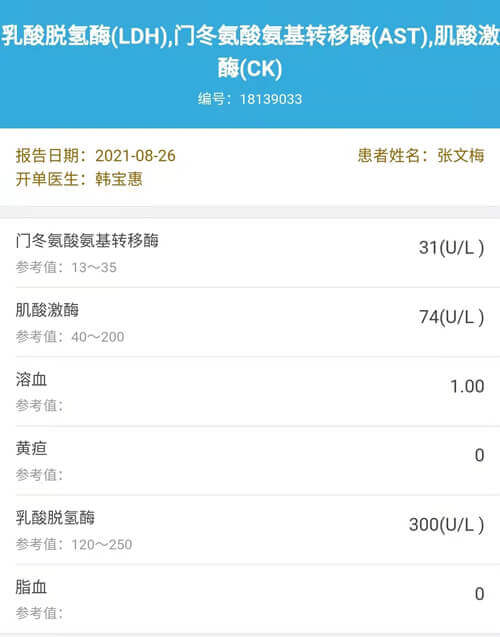 乳酸脱氢酶(LDH),门冬氨酸氨基转移酶(AST),肌酸激
酶(CK)
编号：18139033
报告日期：2021-08-26 患者姓名：张文梅
开单医生：韩宝惠
门冬氨酸氨基转移酶 31(U/L )
参考值：13～35
肌酸激酶 74(U/L )
参考值：40～200
溶血 1.00
参考值：
黄疸 0
参考值：
乳酸脱氢酶 300(U/L )
参考值：120～250
脂血 0
参考值：